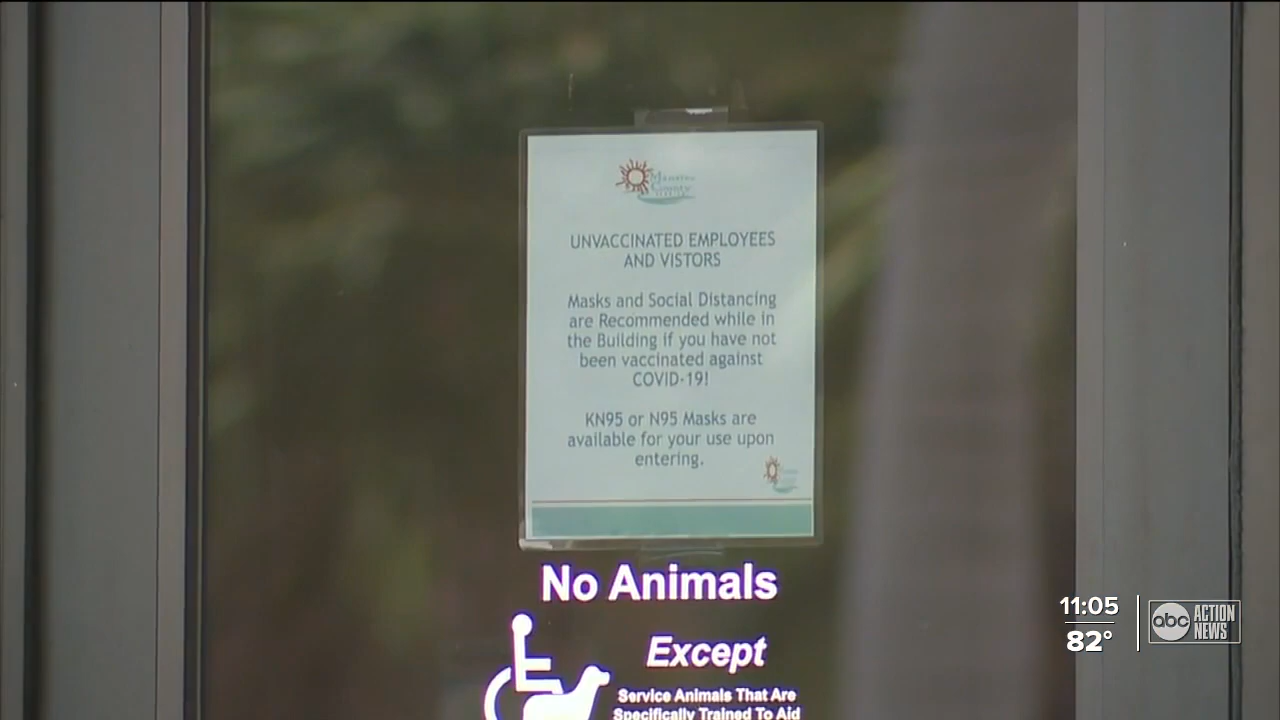 Manatee
County
UNVACCINATED EMPLOYEES
AND VISTORS
Masks and Social Distancing
are Recommended while in
the Building if you have not
been vaccinated against
COVID-19!
KN95 or N95 Masks are
available for your use upon
entering.
No Animals
Except
Service Animals That Are
Specifically Trained To Aid
11:05
82°
abc ACTION
NEWS